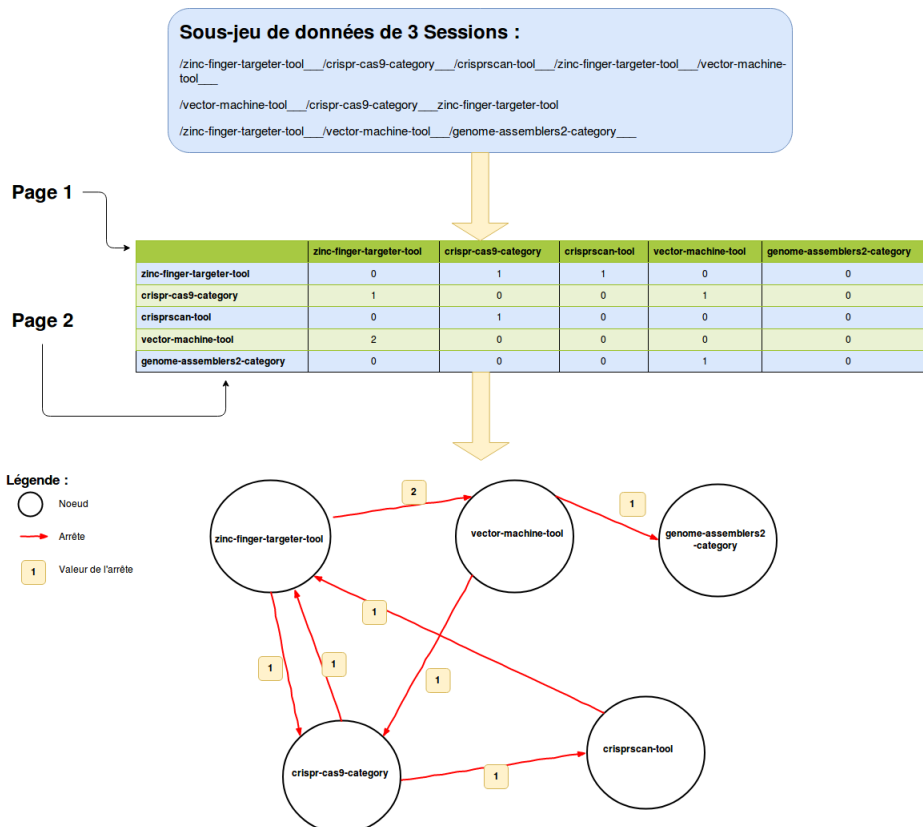 Sous-jeu de données de 3 Sessions :
/zinc-finger-targeter-tool___/crispr-cas9-category___/crisprscan-tool___/zinc-finger-targeter-tool___/vector-machine-
tool___
/vector-machine-tool___/crispr-cas9-category___zinc-finger-targeter-tool
/zinc-finger-targeter-tool___/vector-machine-tool___/genome-assemblers2-category___
Page 1
zinc-finger-targeter-tool crispr-cas9-category crisprscan-tool vector-machine-tool genome-assemblers2-category
zinc-finger-targeter-tool 0 1 1 0 0
crispr-cas9-category 1 0 0 1 0
crisprscan-tool 0 1 0 0 0
vector-machine-tool 2 0 0 0 0
genome-assemblers2-category 0 0 0 1 0
Page 2
Légende :
Noeud
Arrête
1 Valeur de l'arrête
2
1
zinc-finger-targeter-tool
vector-machine-tool
genome-assemblers2
-category
1
1
1
1
crispr-cas9-category
1
crisprscan-tool